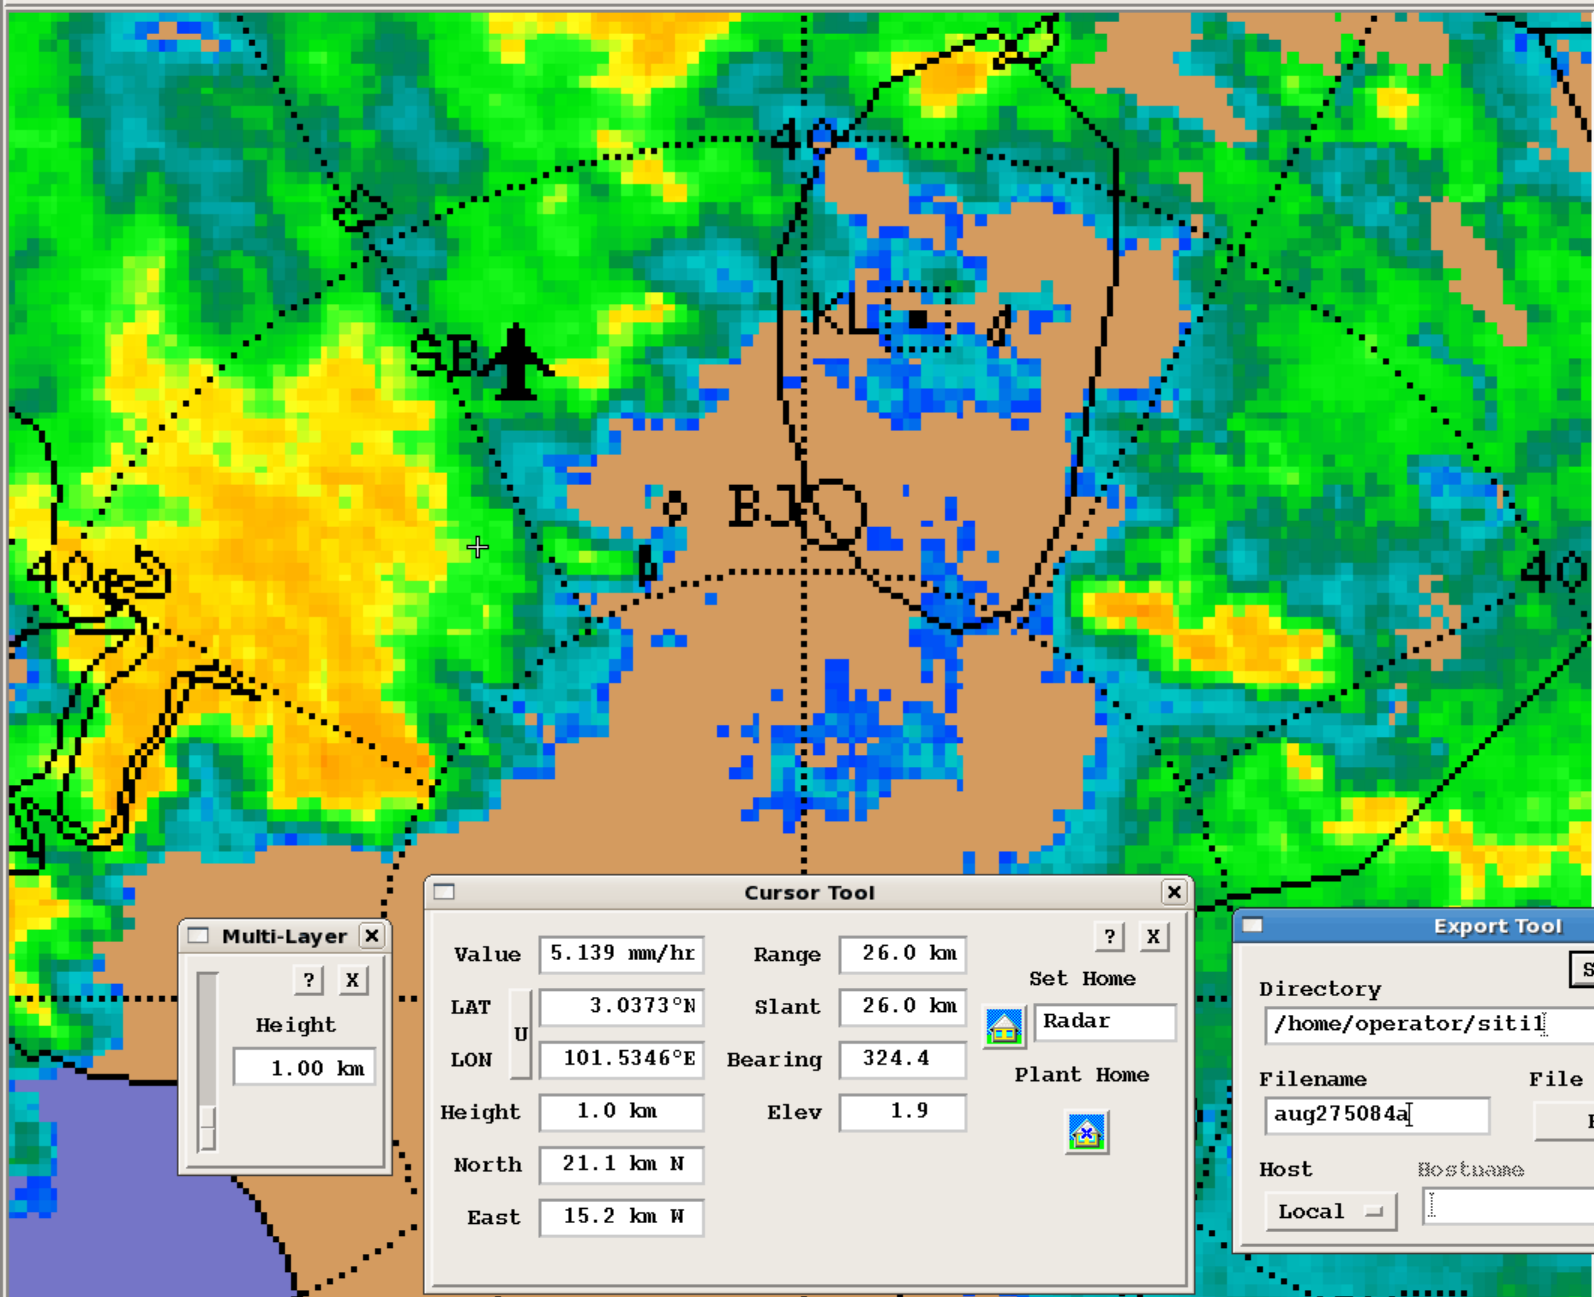 40
KL
SB
BJ
40
40
Cursor Tool
Value 5.139 mm/hr
LAT 3.0373°N
U
LON 101.5346°E
Height 1.0 km
North 21.1 km N
East 15.2 km W
Range 26.0 km
Slant 26.0 km
Bearing 324.4
Elev 1.9
? X
Set Home
Radar
Plant Home
Multi-Layer
? X
Height
1.00 km
Export Tool
S
Directory
/home/operator/siti1
Filename File
aug275084a
Host Hostname
Local